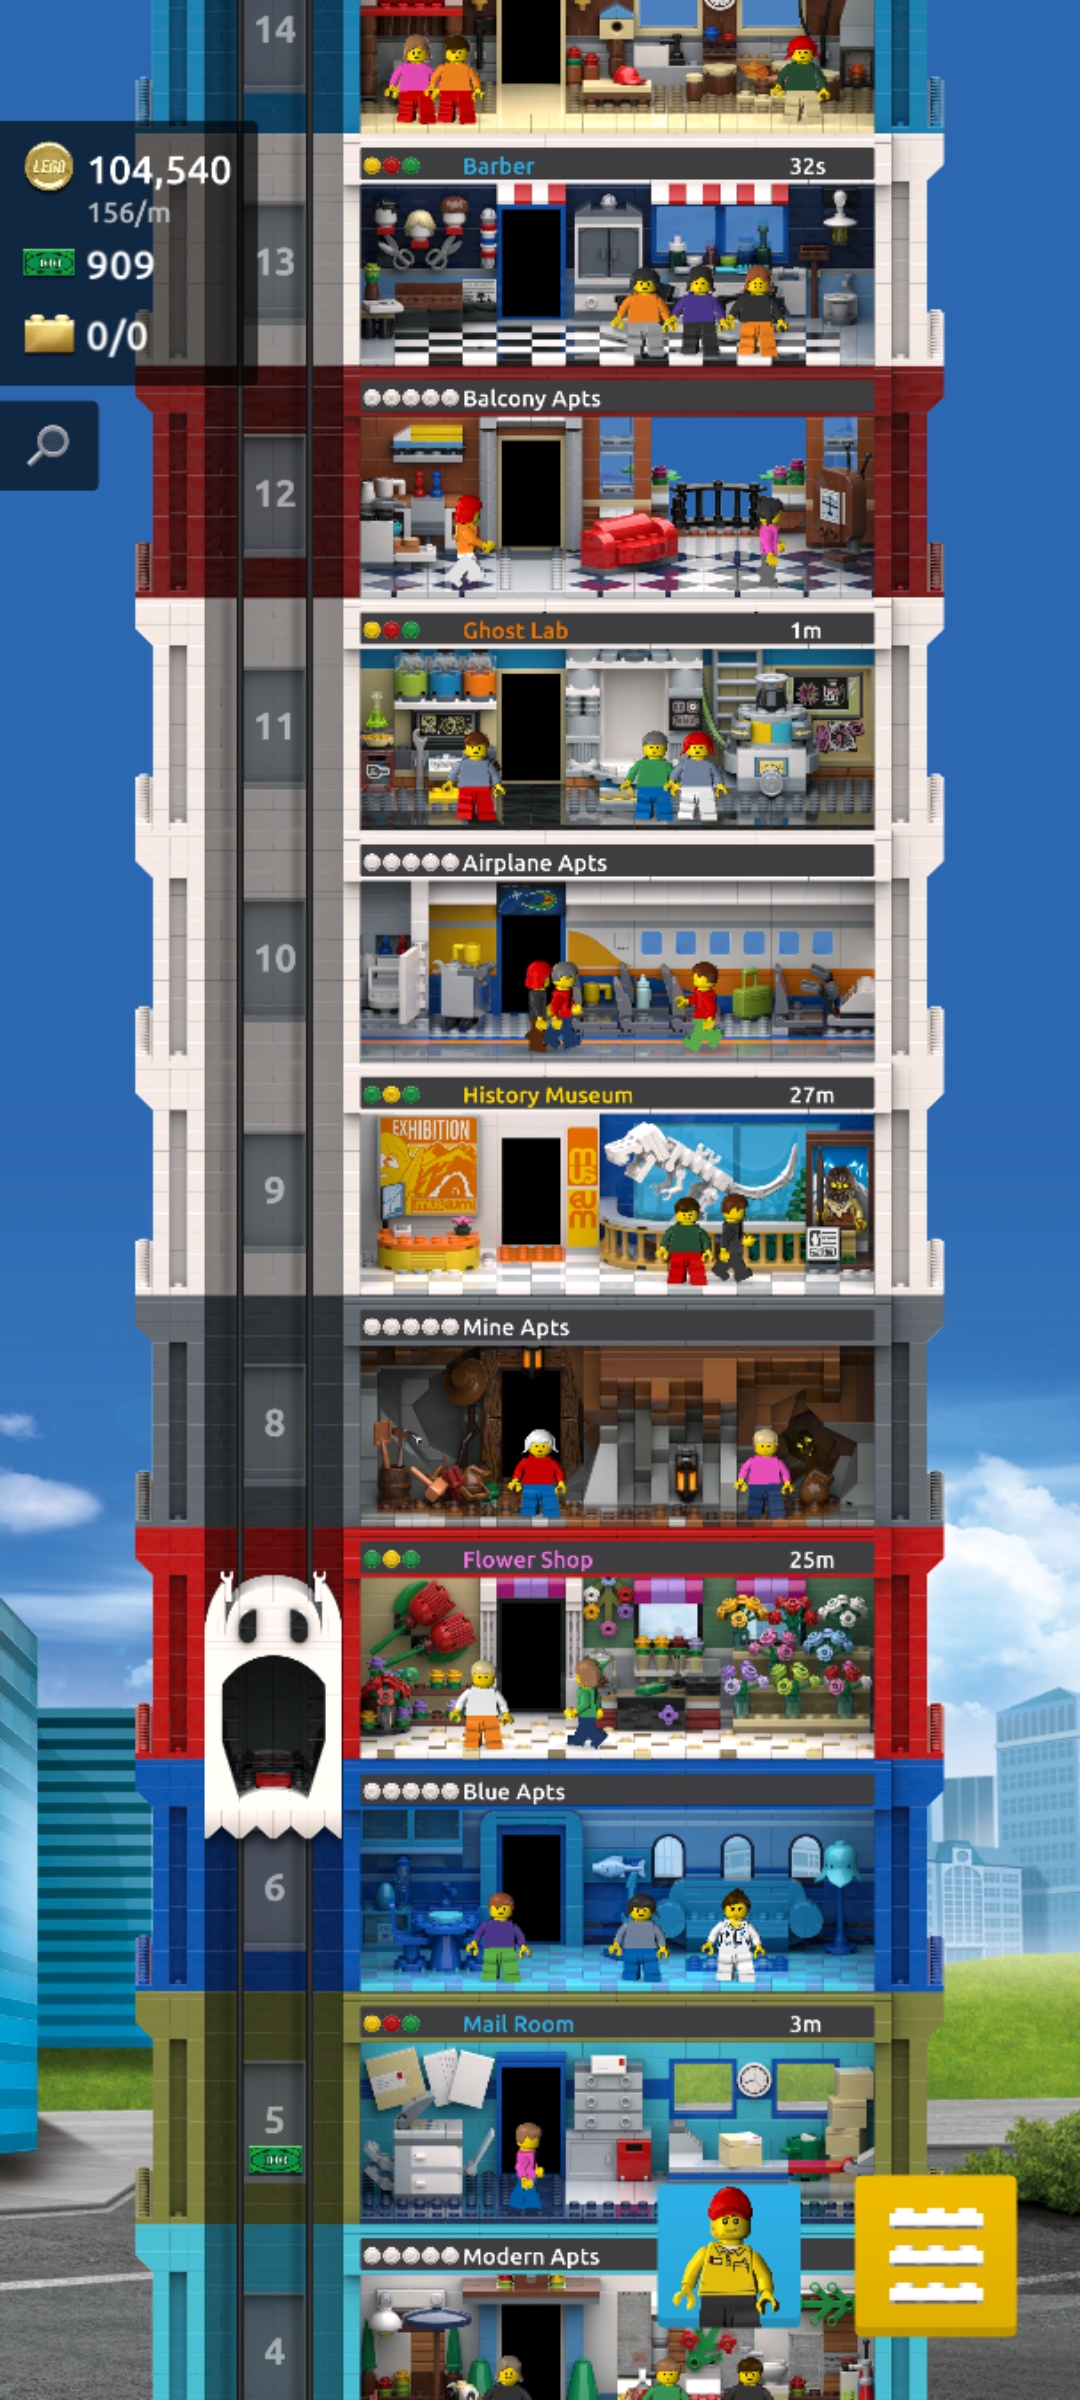 14
LEGO 104,540
156/m
909
0/0
Barber 32s
13
Balcony Apts
12
Ghost Lab 1m
11
Airplane Apts
10
History Museum 27m
EXHIBITION
museum
museum
9
Mine Apts
8
Flower Shop 25m
Blue Apts
6
Mail Room 3m
5
Modern Apts
4